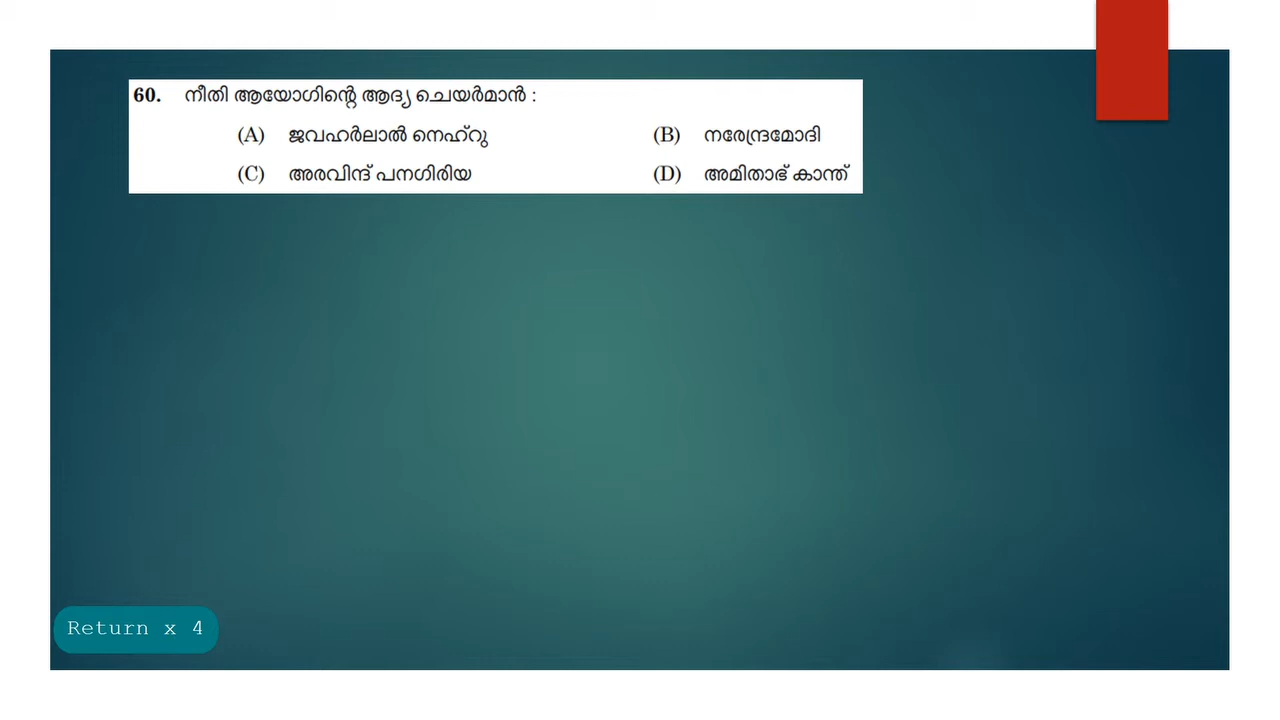 60. നീതി ആയോഗിന്റെ ആദ്യ ചെയർമാൻ :
(A) ജവഹർലാൽ നെഹ്റു (B) നരേന്ദ്രമോദി
(C) അരവിന്ദ് പനഗിരിയ (D) അമിതാഭ് കാന്ത്
Return x 4